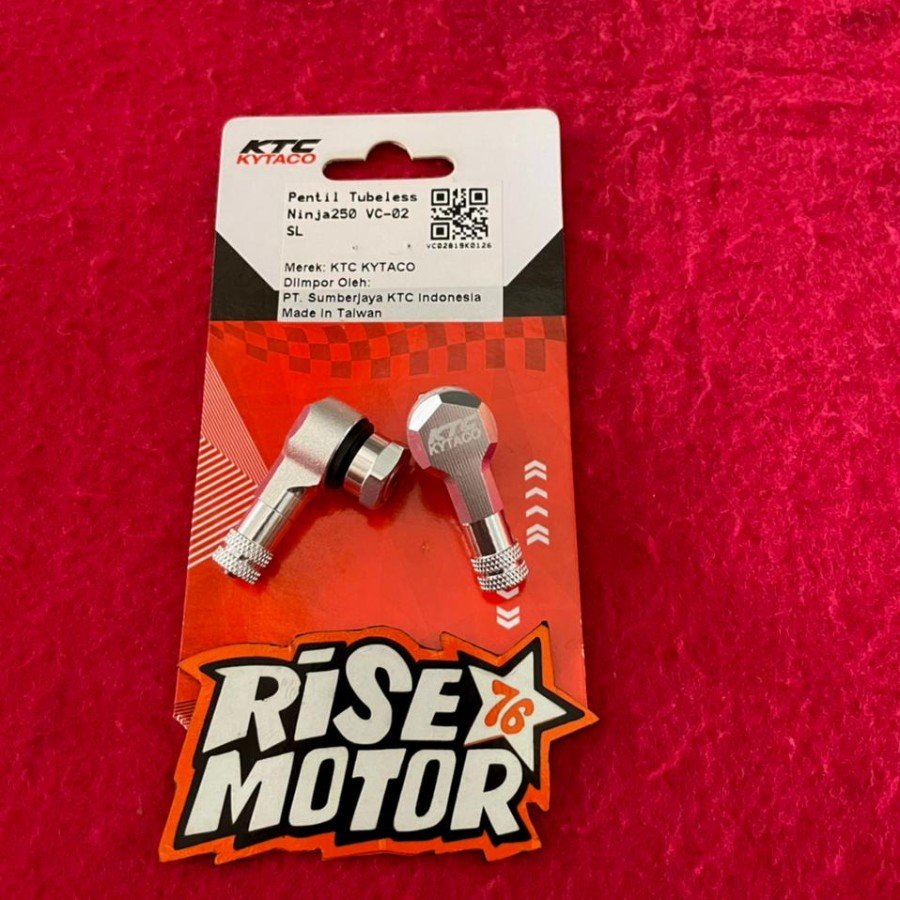 KTC
KYTACO
Pentil Tubeless
Ninja250 VC-02
SL
VC02819K0126
Merek: KTC KYTACO
DiImpor Oleh:
PT. Sumberjaya KTC Indonesia
Made in Taiwan
KTC
KYTACO
RiSE 76
MOTOR